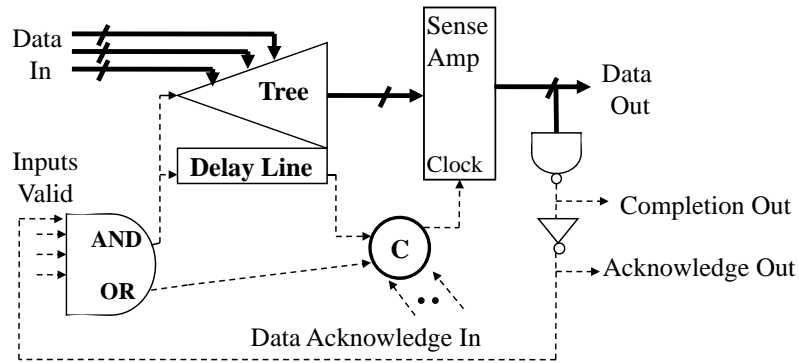 Data
In
Sense
Amp
Tree
Data
Out
Delay Line
Clock
Inputs
Valid
AND
OR
C
Completion Out
Acknowledge Out
Data Acknowledge In